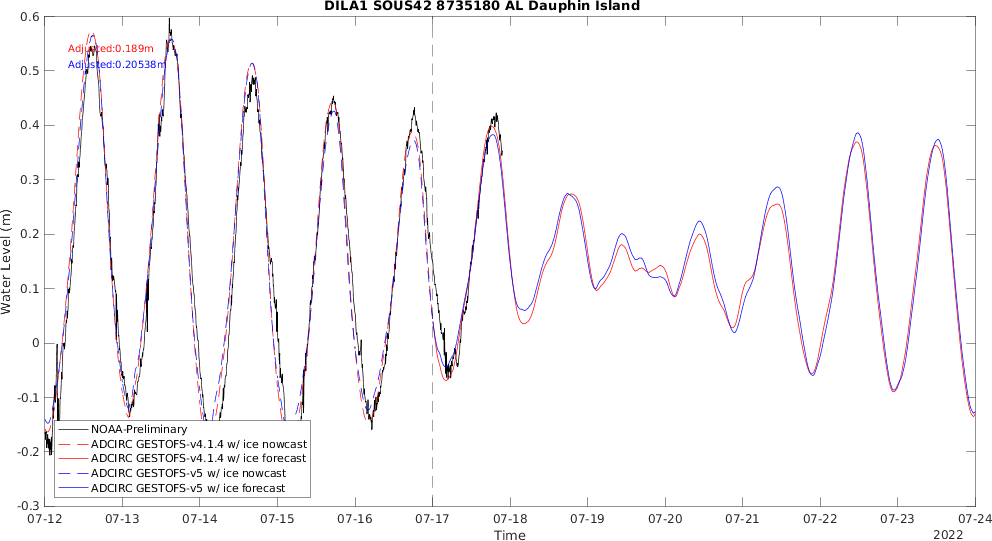 DILA1 SOUS42 8735180 AL Dauphin Island
Adjusted:0.189m
Adjusted:0.20538m
Water Level (m)
0.6
0.5
0.4
0.3
0.2
0.1
0
-0.1
-0.2
-0.3
NOAA-Preliminary
ADCIRC GESTOFS-v4.1.4 w/ ice nowcast
ADCIRC GESTOFS-v4.1.4 w/ ice forecast
ADCIRC GESTOFS-v5 w/ ice nowcast
ADCIRC GESTOFS-v5 w/ ice forecast
07-12 07-13 07-14 07-15 07-16 07-17 07-18 07-19 07-20 07-21 07-22 07-23 07-24
Time
2022